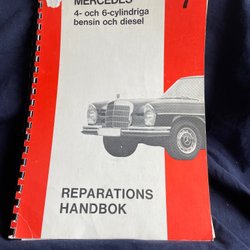 MERCEDES
4- och 6-cylindriga
bensin och diesel
REPARATIONS
HANDBOK